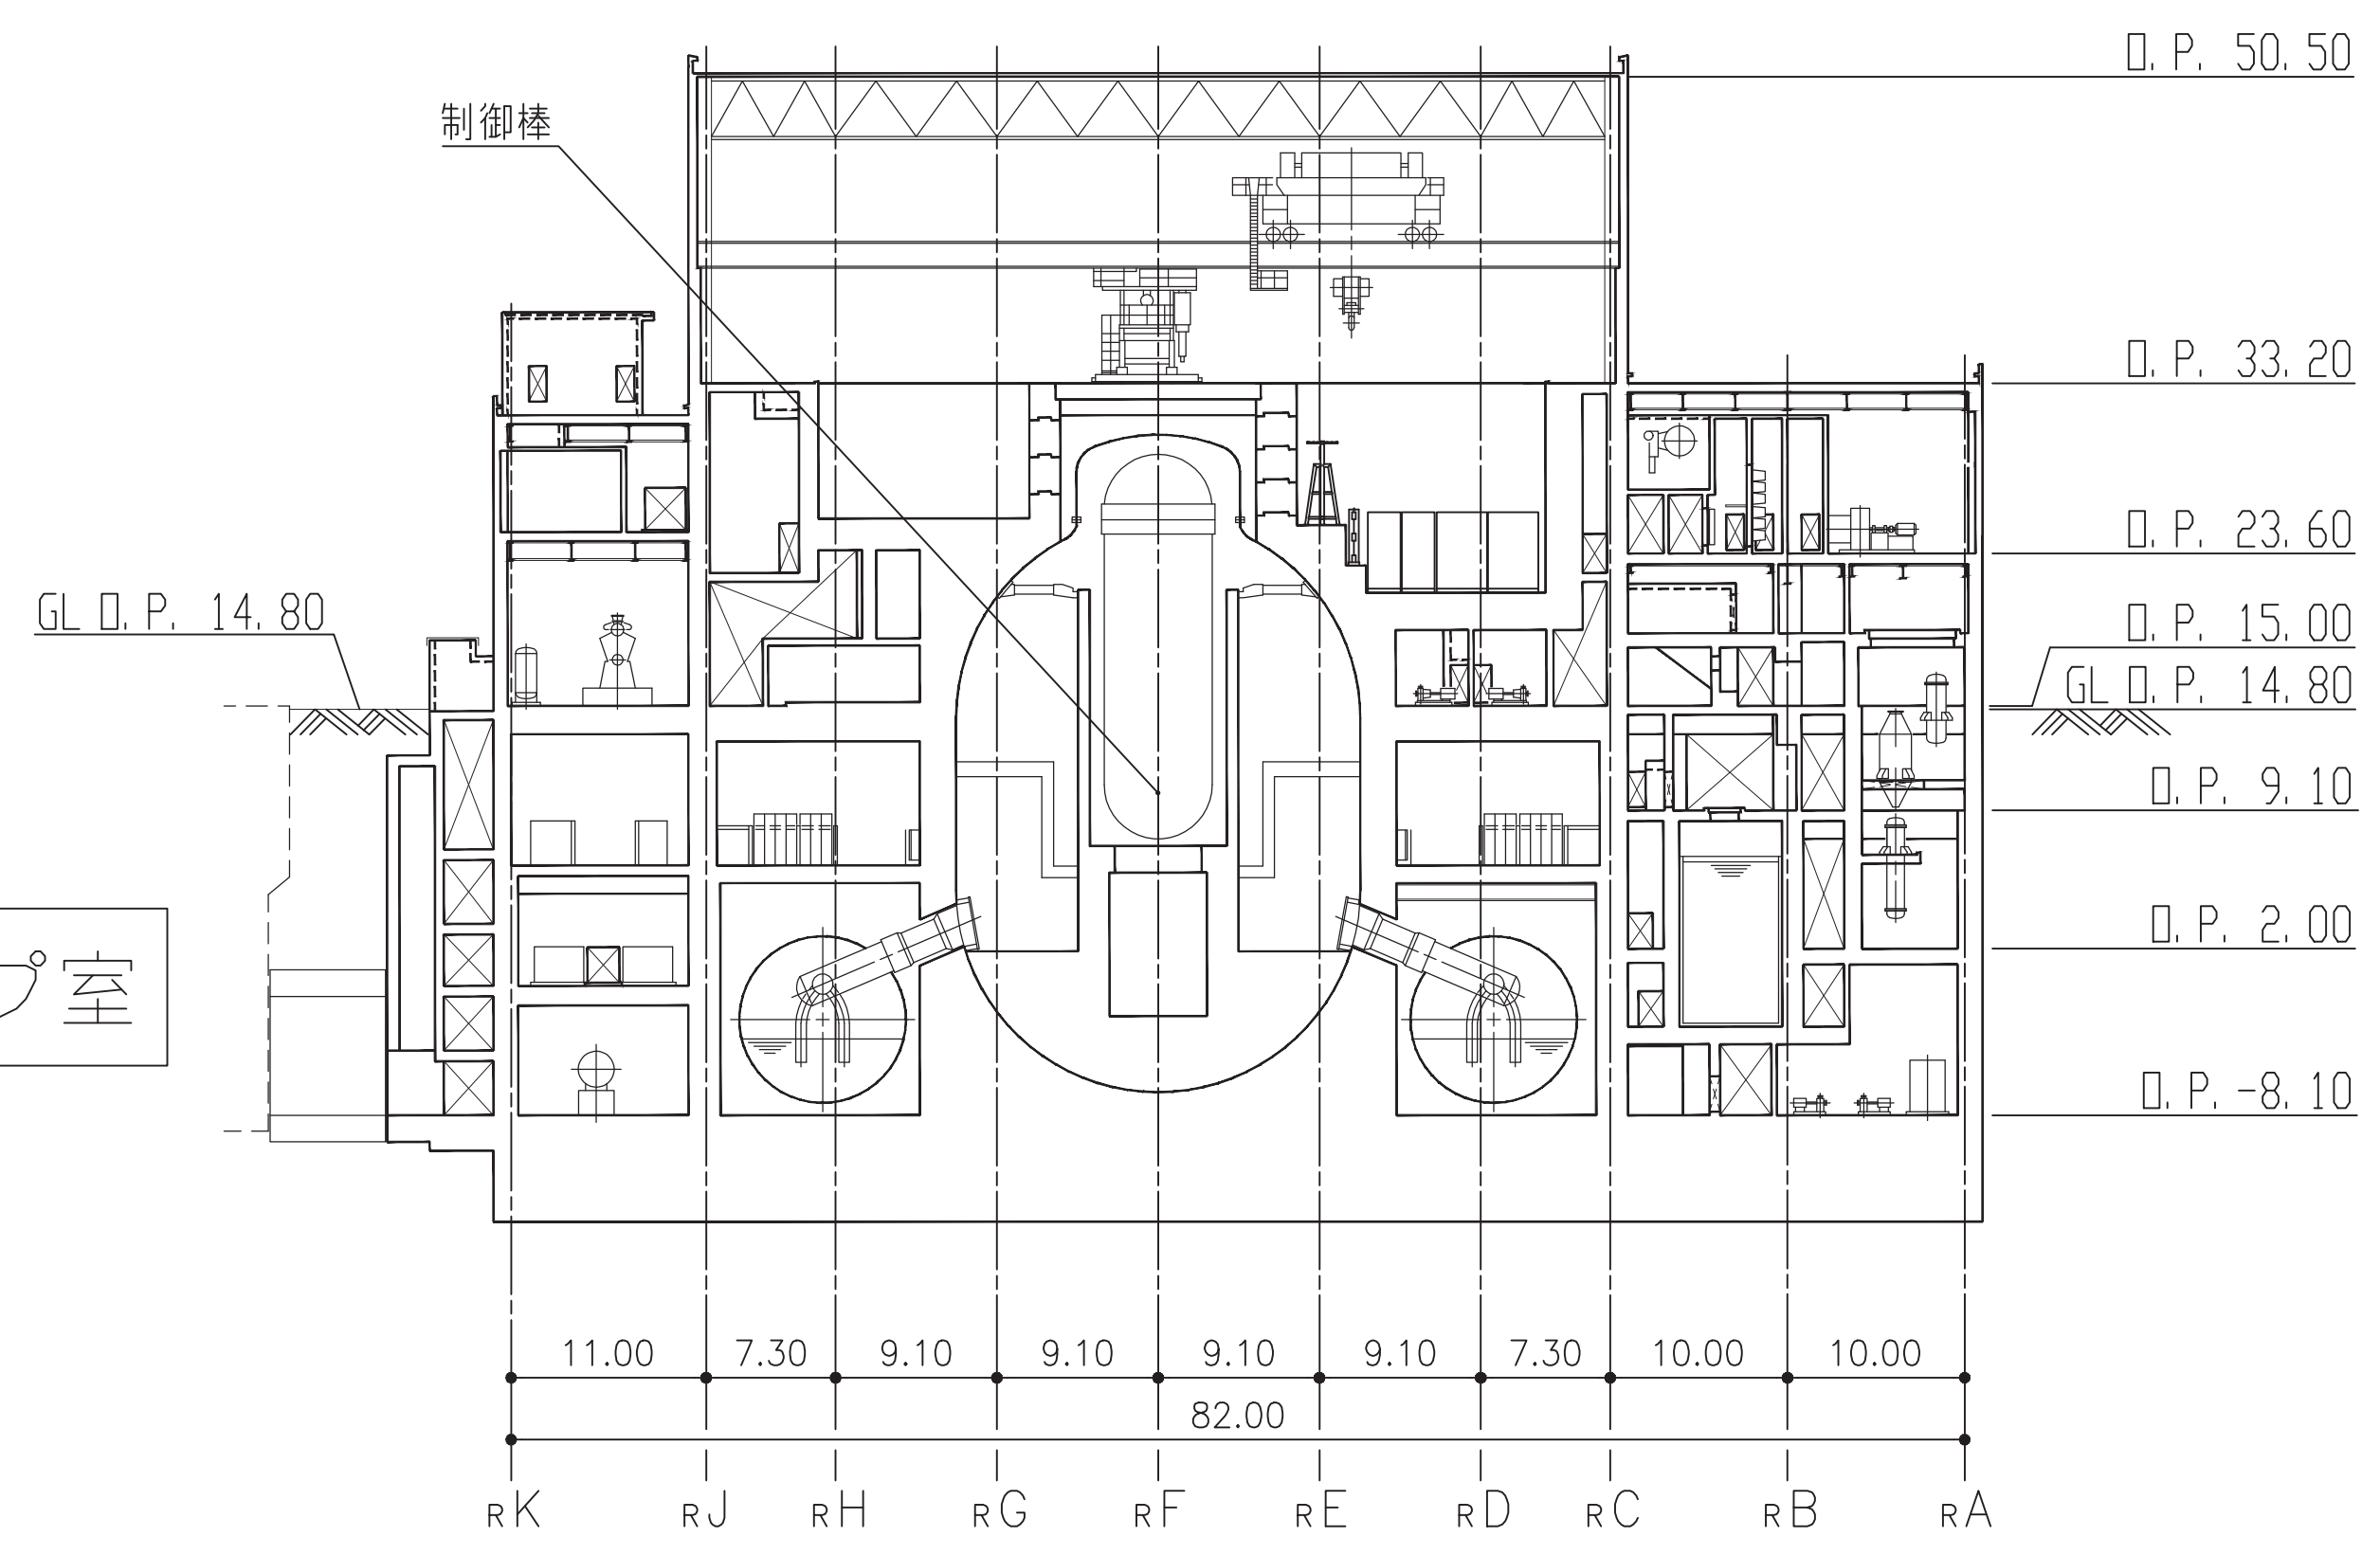 O.P. 50.50
制御棒
O.P. 33.20
O.P. 23.60
GL O.P. 14.80
O.P. 15.00
GL O.P. 14.80
O.P. 9.10
O.P. 2.00
室
O.P. -8.10
11.00 7.30 9.10 9.10 9.10 9.10 7.30 10.00 10.00
82.00
RK RJ RH RG RF RE RD RC RB RA